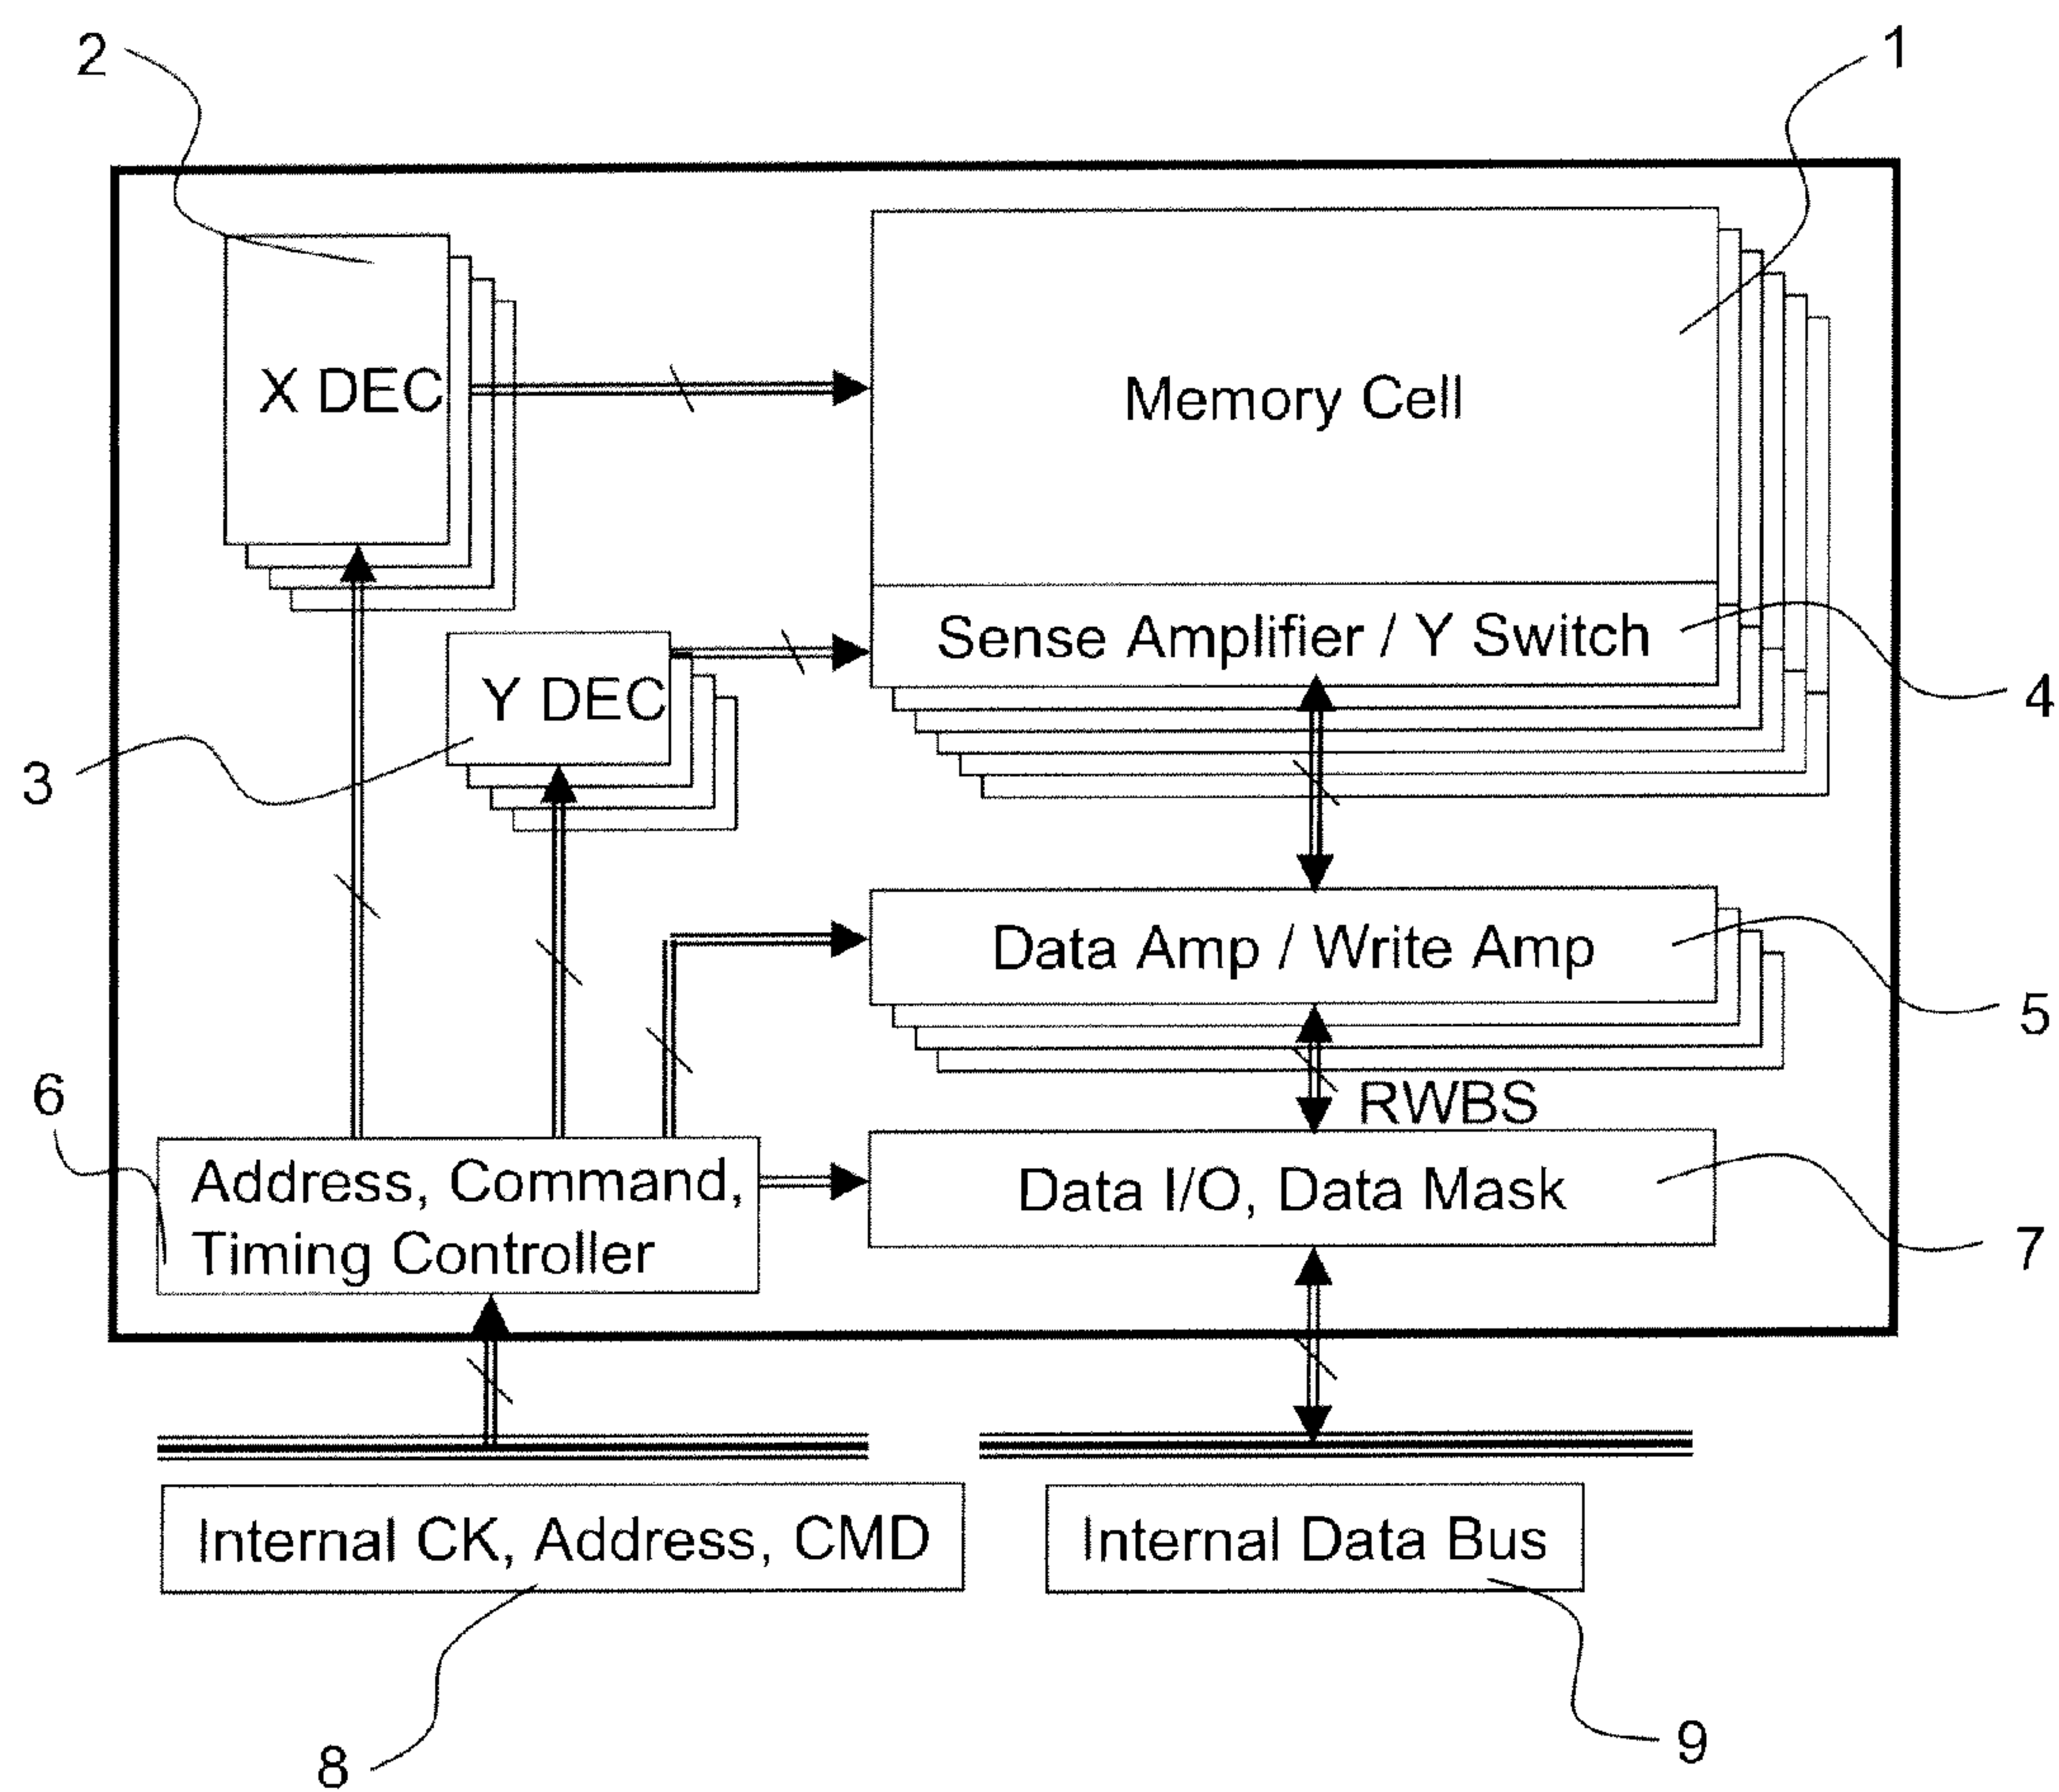 2
1
X DEC
Memory Cell
Sense Amplifier / Y Switch
4
Y DEC
3
Data Amp / Write Amp
5
RWBS
6
Address, Command,
Timing Controller
Data I/O, Data Mask
7
Internal CK, Address, CMD
Internal Data Bus
8
9